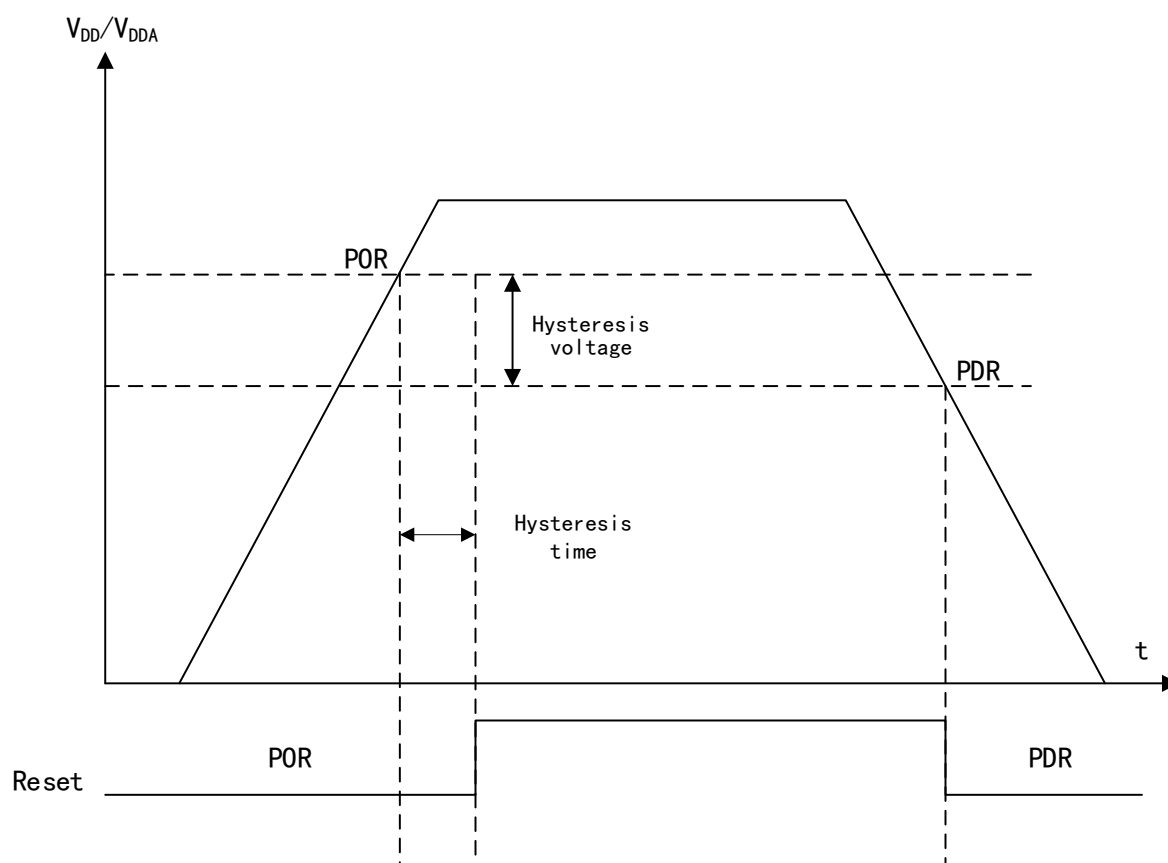 VDD/VDDA
POR
Hysteresis
voltage
PDR
Hysteresis
time
t
POR
PDR
Reset